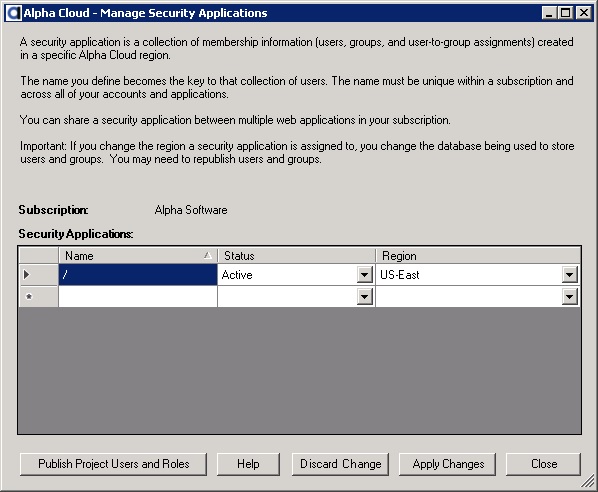 Alpha Cloud - Manage Security Applications
A security application is a collection of membership information (users, groups, and user-to-group assignments) created
in a specific Alpha Cloud region.
The name you define becomes the key to that collection of users. The name must be unique within a subscription and
across all of your accounts and applications.
You can share a security application between multiple web applications in your subscription.
Important: If you change the region a security application is assigned to, you change the database being used to store
users and groups. You may need to republish users and groups.
Subscription: Alpha Software
Security Applications:
Name Status Region
/ Active US-East
*
Publish Project Users and Roles Help Discard Change Apply Changes Close